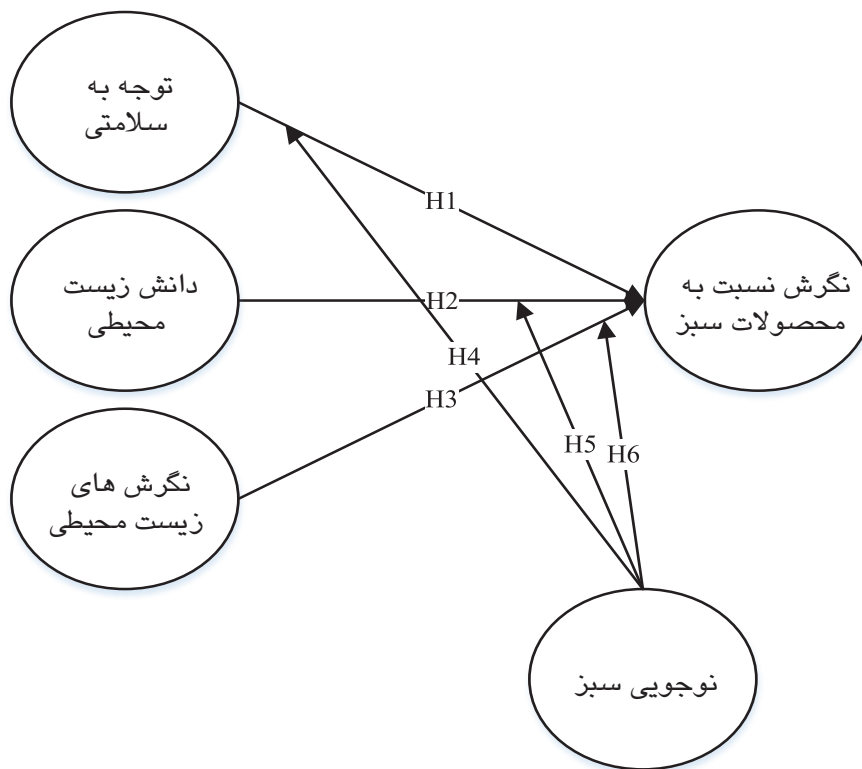 توجه به
سلامتی
H1
دانش زیست
محیطی
H2
نگرش نسبت به
محصولات سبز
H4
H3
H5
H6
نگرش های
زیست محیطی
نوجویی سبز